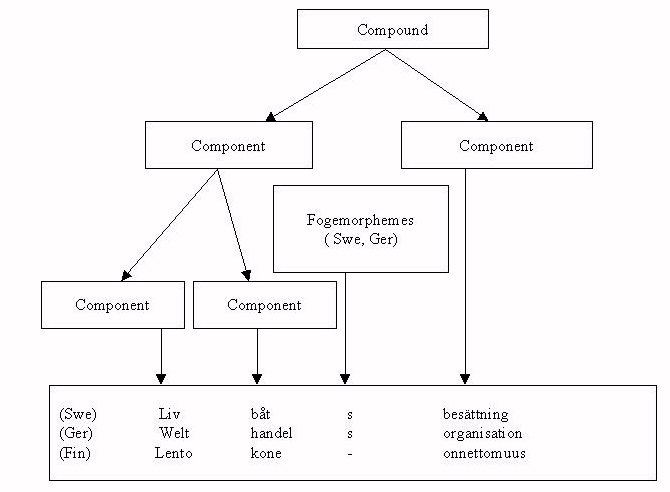 Compound
Component
Component
Fogemorphemes
( Swe, Ger)
Component
Component
(Swe) Liv båt s besättning
(Ger) Welt handel s organisation
(Fin) Lento kone - onnettomuus